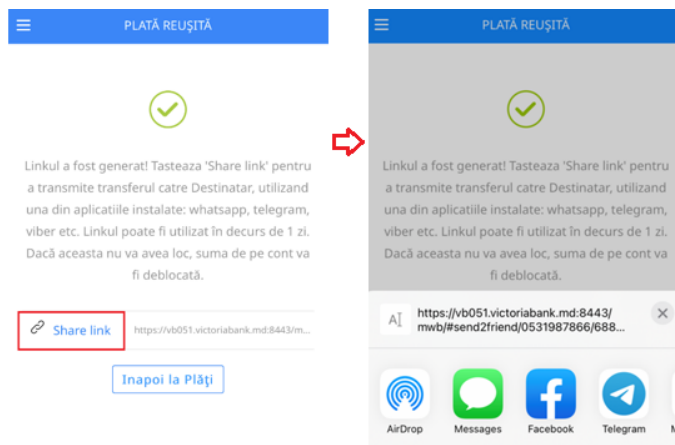 PLATĂ REUȘITĂ
Linkul a fost generat! Tasteaza 'Share link' pentru
a transmite transferul catre Destinatar, utilizand
una din aplicatiile instalate: whatsapp, telegram,
viber etc. Linkul poate fi utilizat în decurs de 1 zi.
Dacă aceasta nu va avea loc, suma de pe cont va
fi deblocată.
Share link
https://vb051.victoriabank.md:8443/m...
Inapoi la Plăți
PLATĂ REUȘITĂ
Linkul a fost generat! Tasteaza 'Share link' pentru
a transmite transferul catre Destinatar, utilizand
una din aplicatiile instalate: whatsapp, telegram,
viber etc. Linkul poate fi utilizat în decurs de 1 zi.
Dacă aceasta nu va avea loc, suma de pe cont va
fi deblocată.
https://vb051.victoriabank.md:8443/
mwb/#send2friend/0531987866/688...
AirDrop
Messages
Facebook
Telegram